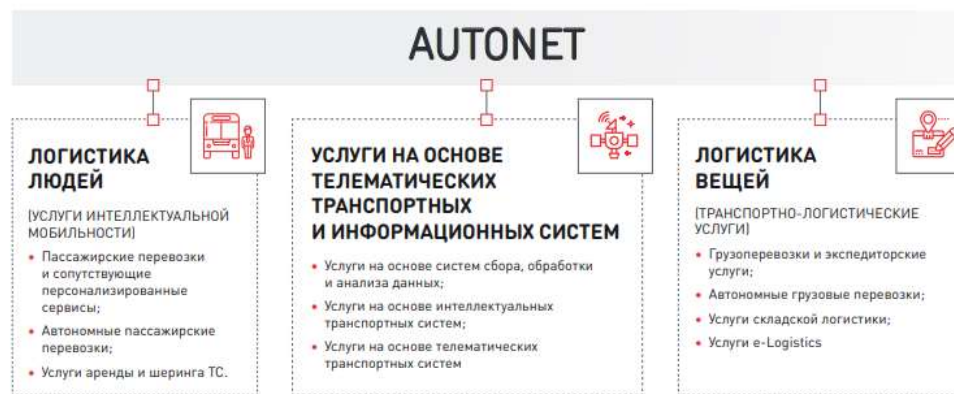 AUTONET
ЛОГИСТИКА
ЛЮДЕЙ
(УСЛУГИ ИНТЕЛЛЕКТУАЛЬНОЙ
МОБИЛЬНОСТИ)
• Пассажирские перевозки
и сопутствующие
персонализированные
сервисы;
• Автономные пассажирские
перевозки;
• Услуги аренды и шеринга ТС.
УСЛУГИ НА ОСНОВЕ
ТЕЛЕМАТИЧЕСКИХ
ТРАНСПОРТНЫХ
И ИНФОРМАЦИОННЫХ СИСТЕМ
• Услуги на основе систем сбора, обработки
и анализа данных;
• Услуги на основе интеллектуальных
транспортных систем;
• Услуги на основе телематических
транспортных систем
ЛОГИСТИКА
ВЕЩЕЙ
(ТРАНСПОРТНО-ЛОГИСТИЧЕСКИЕ
УСЛУГИ)
• Грузоперевозки и экспедиторские
услуги;
• Автономные грузовые перевозки;
• Услуги складской логистики;
• Услуги e-Logistics